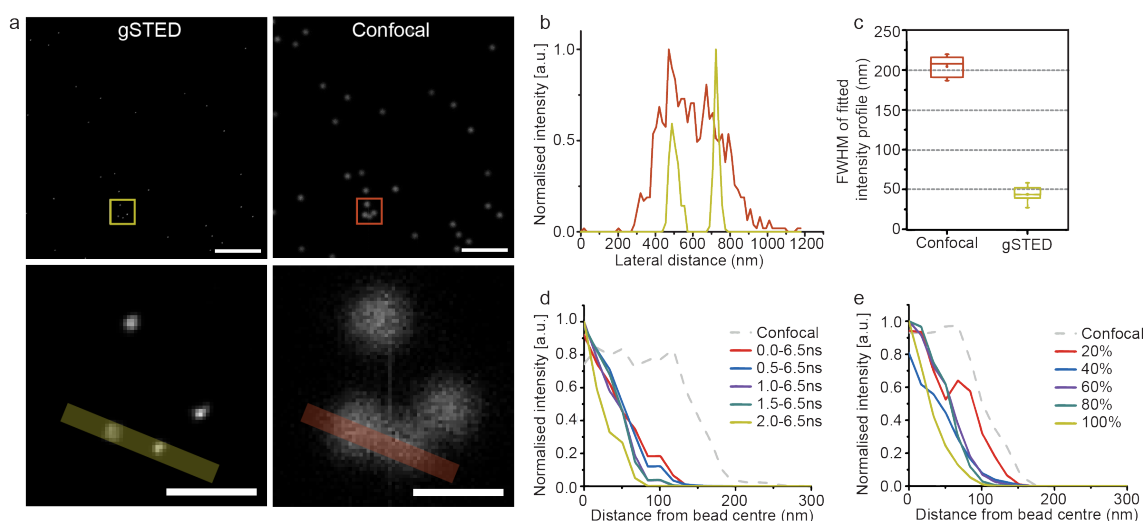 a
gSTED
Confocal
b
Normalised intensity [a.u.]
1.0
0.5
0.0
0
200
400
600
800
1000
1200
Lateral distance (nm)
c
FWHM of fitted
intensity profile (nm)
250
200
150
100
50
0
Confocal
gSTED
d
Normalised intensity [a.u.]
1.0
0.8
0.6
0.4
0.2
0
0
100
200
300
Distance from bead centre (nm)
Confocal
0.0-6.5ns
0.5-6.5ns
1.0-6.5ns
1.5-6.5ns
2.0-6.5ns
e
Normalised intensity [a.u.]
1.0
0.8
0.6
0.4
0.2
0
0
100
200
300
Distance from bead centre (nm)
Confocal
20%
40%
60%
80%
100%